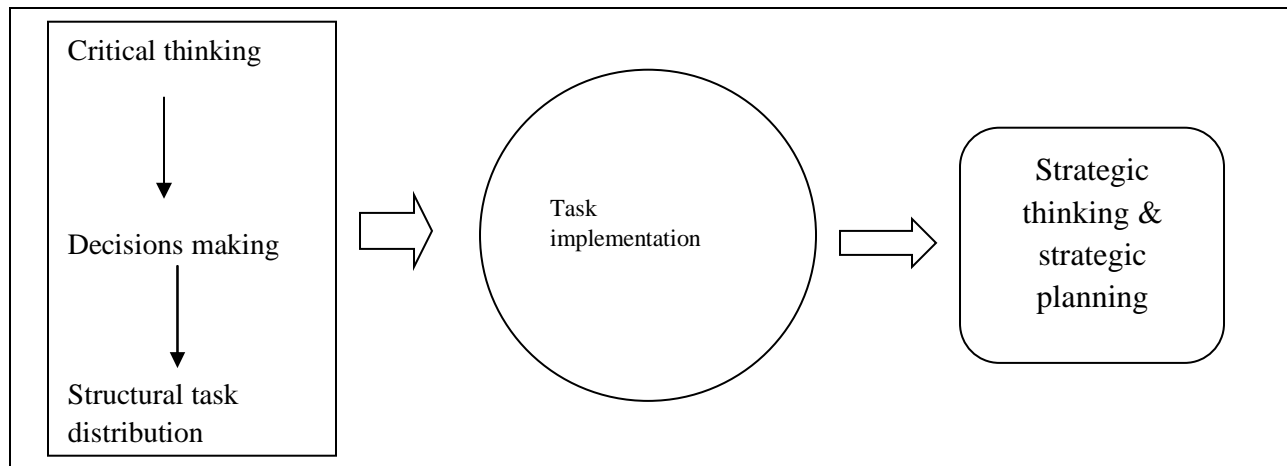 Critical thinking
Decisions making
Structural task
distribution
Task
implementation
Strategic
thinking &
strategic
planning